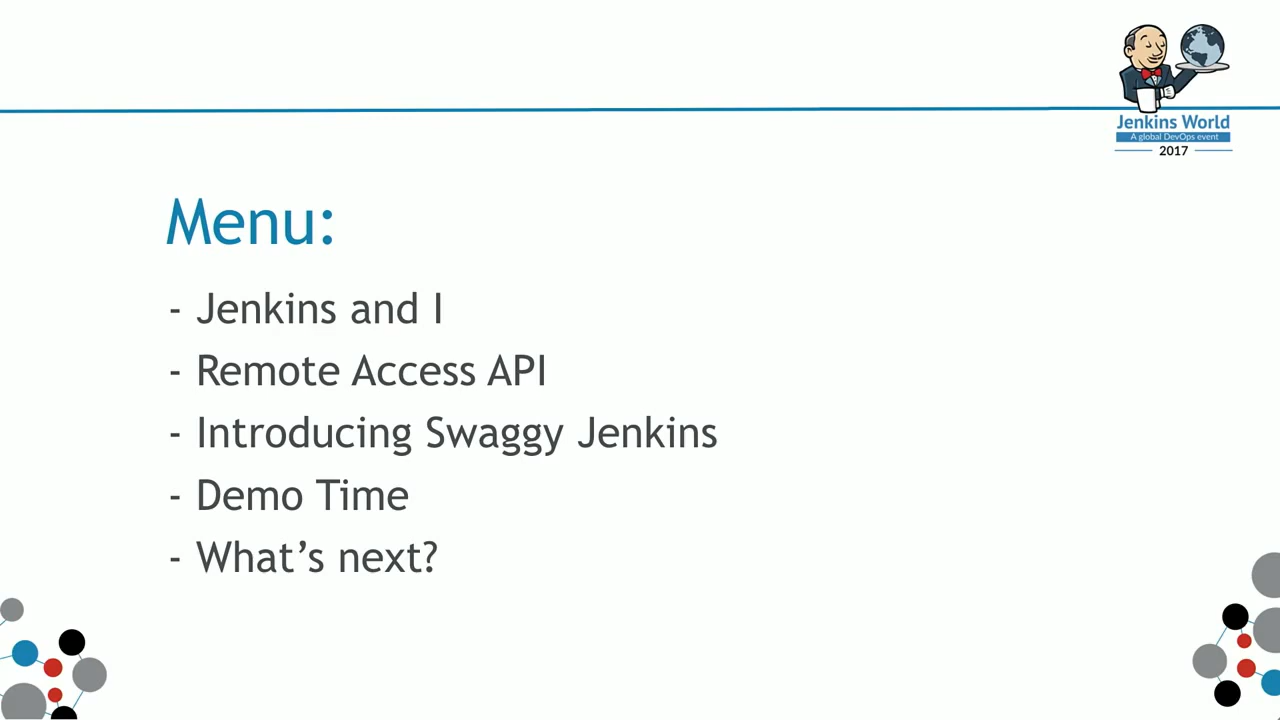 Jenkins World
A global DevOps event
2017
Menu:
- Jenkins and I
- Remote Access API
- Introducing Swaggy Jenkins
- Demo Time
- What’s next?